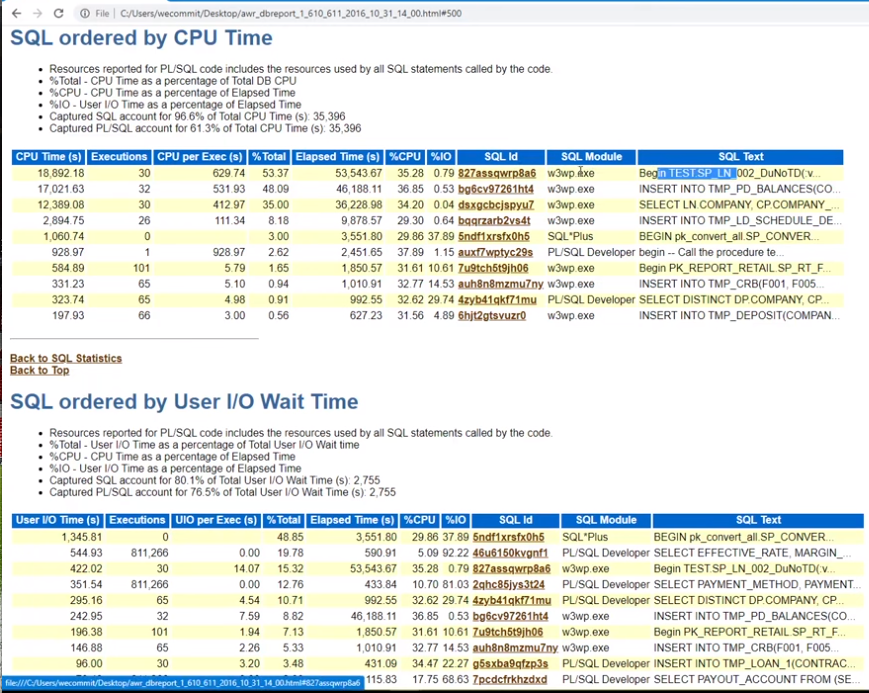 File | C:/Users/wecommit/Desktop/awr_dbreport_1_610_611_2016_10_31_14_00.html#500
SQL ordered by CPU Time
• Resources reported for PL/SQL code includes the resources used by all SQL statements called by the code.
• %Total - CPU Time as a percentage of Total DB CPU
• %CPU - CPU Time as a percentage of Elapsed Time
• %IO - User I/O Time as a percentage of Elapsed Time
• Captured SQL account for 96.6% of Total CPU Time (s): 35,396
• Captured PL/SQL account for 61.3% of Total CPU Time (s): 35,396
CPU Time (s) Executions CPU per Exec (s) %Total Elapsed Time (s) %CPU %IO SQL Id SQL Module SQL Text
18,892.18 30 629.74 53.37 53,543.67 35.28 0.79 827assqwrp8a6 w3wp.exe Begin TEST.SP_LN_002_DuNoTD(:v...
17,021.63 32 531.93 48.09 46,188.11 36.85 0.53 bg6cv97261ht4 w3wp.exe INSERT INTO TMP_PD_BALANCES(CO...
12,389.08 30 412.97 35.00 36,228.98 34.20 0.04 dsxgcbcjspyu7 w3wp.exe SELECT LN.COMPANY, CP.COMPANY_...
2,894.75 26 111.34 8.18 9,878.57 29.30 0.64 bqqrzarb2vs4t w3wp.exe INSERT INTO TMP_LD_SCHEDULE_DE...
1,060.74 0 3.00 3,551.80 29.86 37.89 5ndf1xrsfx0h5 SQL*Plus BEGIN pk_convert_all.SP_CONVER...
928.97 1 928.97 2.62 2,451.65 37.89 1.15 auxf7wptyc29s PL/SQL Developer begin -- Call the procedure te...
584.89 101 5.79 1.65 1,850.57 31.61 10.61 7u9tch5t9jh06 w3wp.exe Begin PK_REPORT_RETAIL.SP_RT_F...
331.23 65 5.10 0.94 1,010.91 32.77 14.53 auh8n8mzmu7ny w3wp.exe INSERT INTO TMP_CRB(F001, F005...
323.74 65 4.98 0.91 992.55 32.62 29.74 4zyb41qkf71mu PL/SQL Developer SELECT DISTINCT DP.COMPANY, CP...
197.93 66 3.00 0.56 627.23 31.56 4.89 6hjt2gtsvuzr0 w3wp.exe INSERT INTO TMP_DEPOSIT(COMPAN...
Back to SQL Statistics
Back to Top
SQL ordered by User I/O Wait Time
• Resources reported for PL/SQL code includes the resources used by all SQL statements called by the code.
• %Total - User I/O Time as a percentage of Total User I/O Wait time
• %CPU - CPU Time as a percentage of Elapsed Time
• %IO - User I/O Time as a percentage of Elapsed Time
• Captured SQL account for 80.1% of Total User I/O Wait Time (s): 2,755
• Captured PL/SQL account for 76.5% of Total User I/O Wait Time (s): 2,755
User I/O Time (s) Executions UIO per Exec (s) %Total Elapsed Time (s) %CPU %IO SQL Id SQL Module SQL Text
1,345.81 0 48.85 3,551.80 29.86 37.89 5ndf1xrsfx0h5 SQL*Plus BEGIN pk_convert_all.SP_CONVER...
544.93 811,266 0.00 19.78 590.91 5.09 92.22 46u6150kvgnf1 PL/SQL Developer SELECT EFFECTIVE_RATE, MARGIN_...
422.02 30 14.07 15.32 53,543.67 35.28 0.79 827assqwrp8a6 w3wp.exe Begin TEST.SP_LN_002_DuNoTD(:v...
351.54 811,266 0.00 12.76 433.84 10.70 81.03 2qhc85jys3t24 PL/SQL Developer SELECT PAYMENT_METHOD, PAYMENT...
295.16 65 4.54 10.71 992.55 32.62 29.74 4zyb41qkf71mu PL/SQL Developer SELECT DISTINCT DP.COMPANY, CP...
242.95 32 7.59 8.82 46,188.11 36.85 0.53 bg6cv97261ht4 w3wp.exe INSERT INTO TMP_PD_BALANCES(CO...
196.38 101 1.94 7.13 1,850.57 31.61 10.61 7u9tch5t9jh06 w3wp.exe Begin PK_REPORT_RETAIL.SP_RT_F...
146.88 65 2.26 5.33 1,010.91 32.77 14.53 auh8n8mzmu7ny w3wp.exe INSERT INTO TMP_CRB(F001, F005...
96.00 30 3.20 3.48 431.09 34.47 22.27 g5sxba9qfzp3s PL/SQL Developer INSERT INTO TMP_LOAN_1(CONTRAC...
115.83 17.75 68.63 7pcdcfrkhzdxd PL/SQL Developer SELECT PAYOUT_ACCOUNT FROM (SE...
file:///C:/Users/wecommit/Desktop/awr_dbreport_1_610_611_2016_10_31_14_00.html#827assqwrp8a6